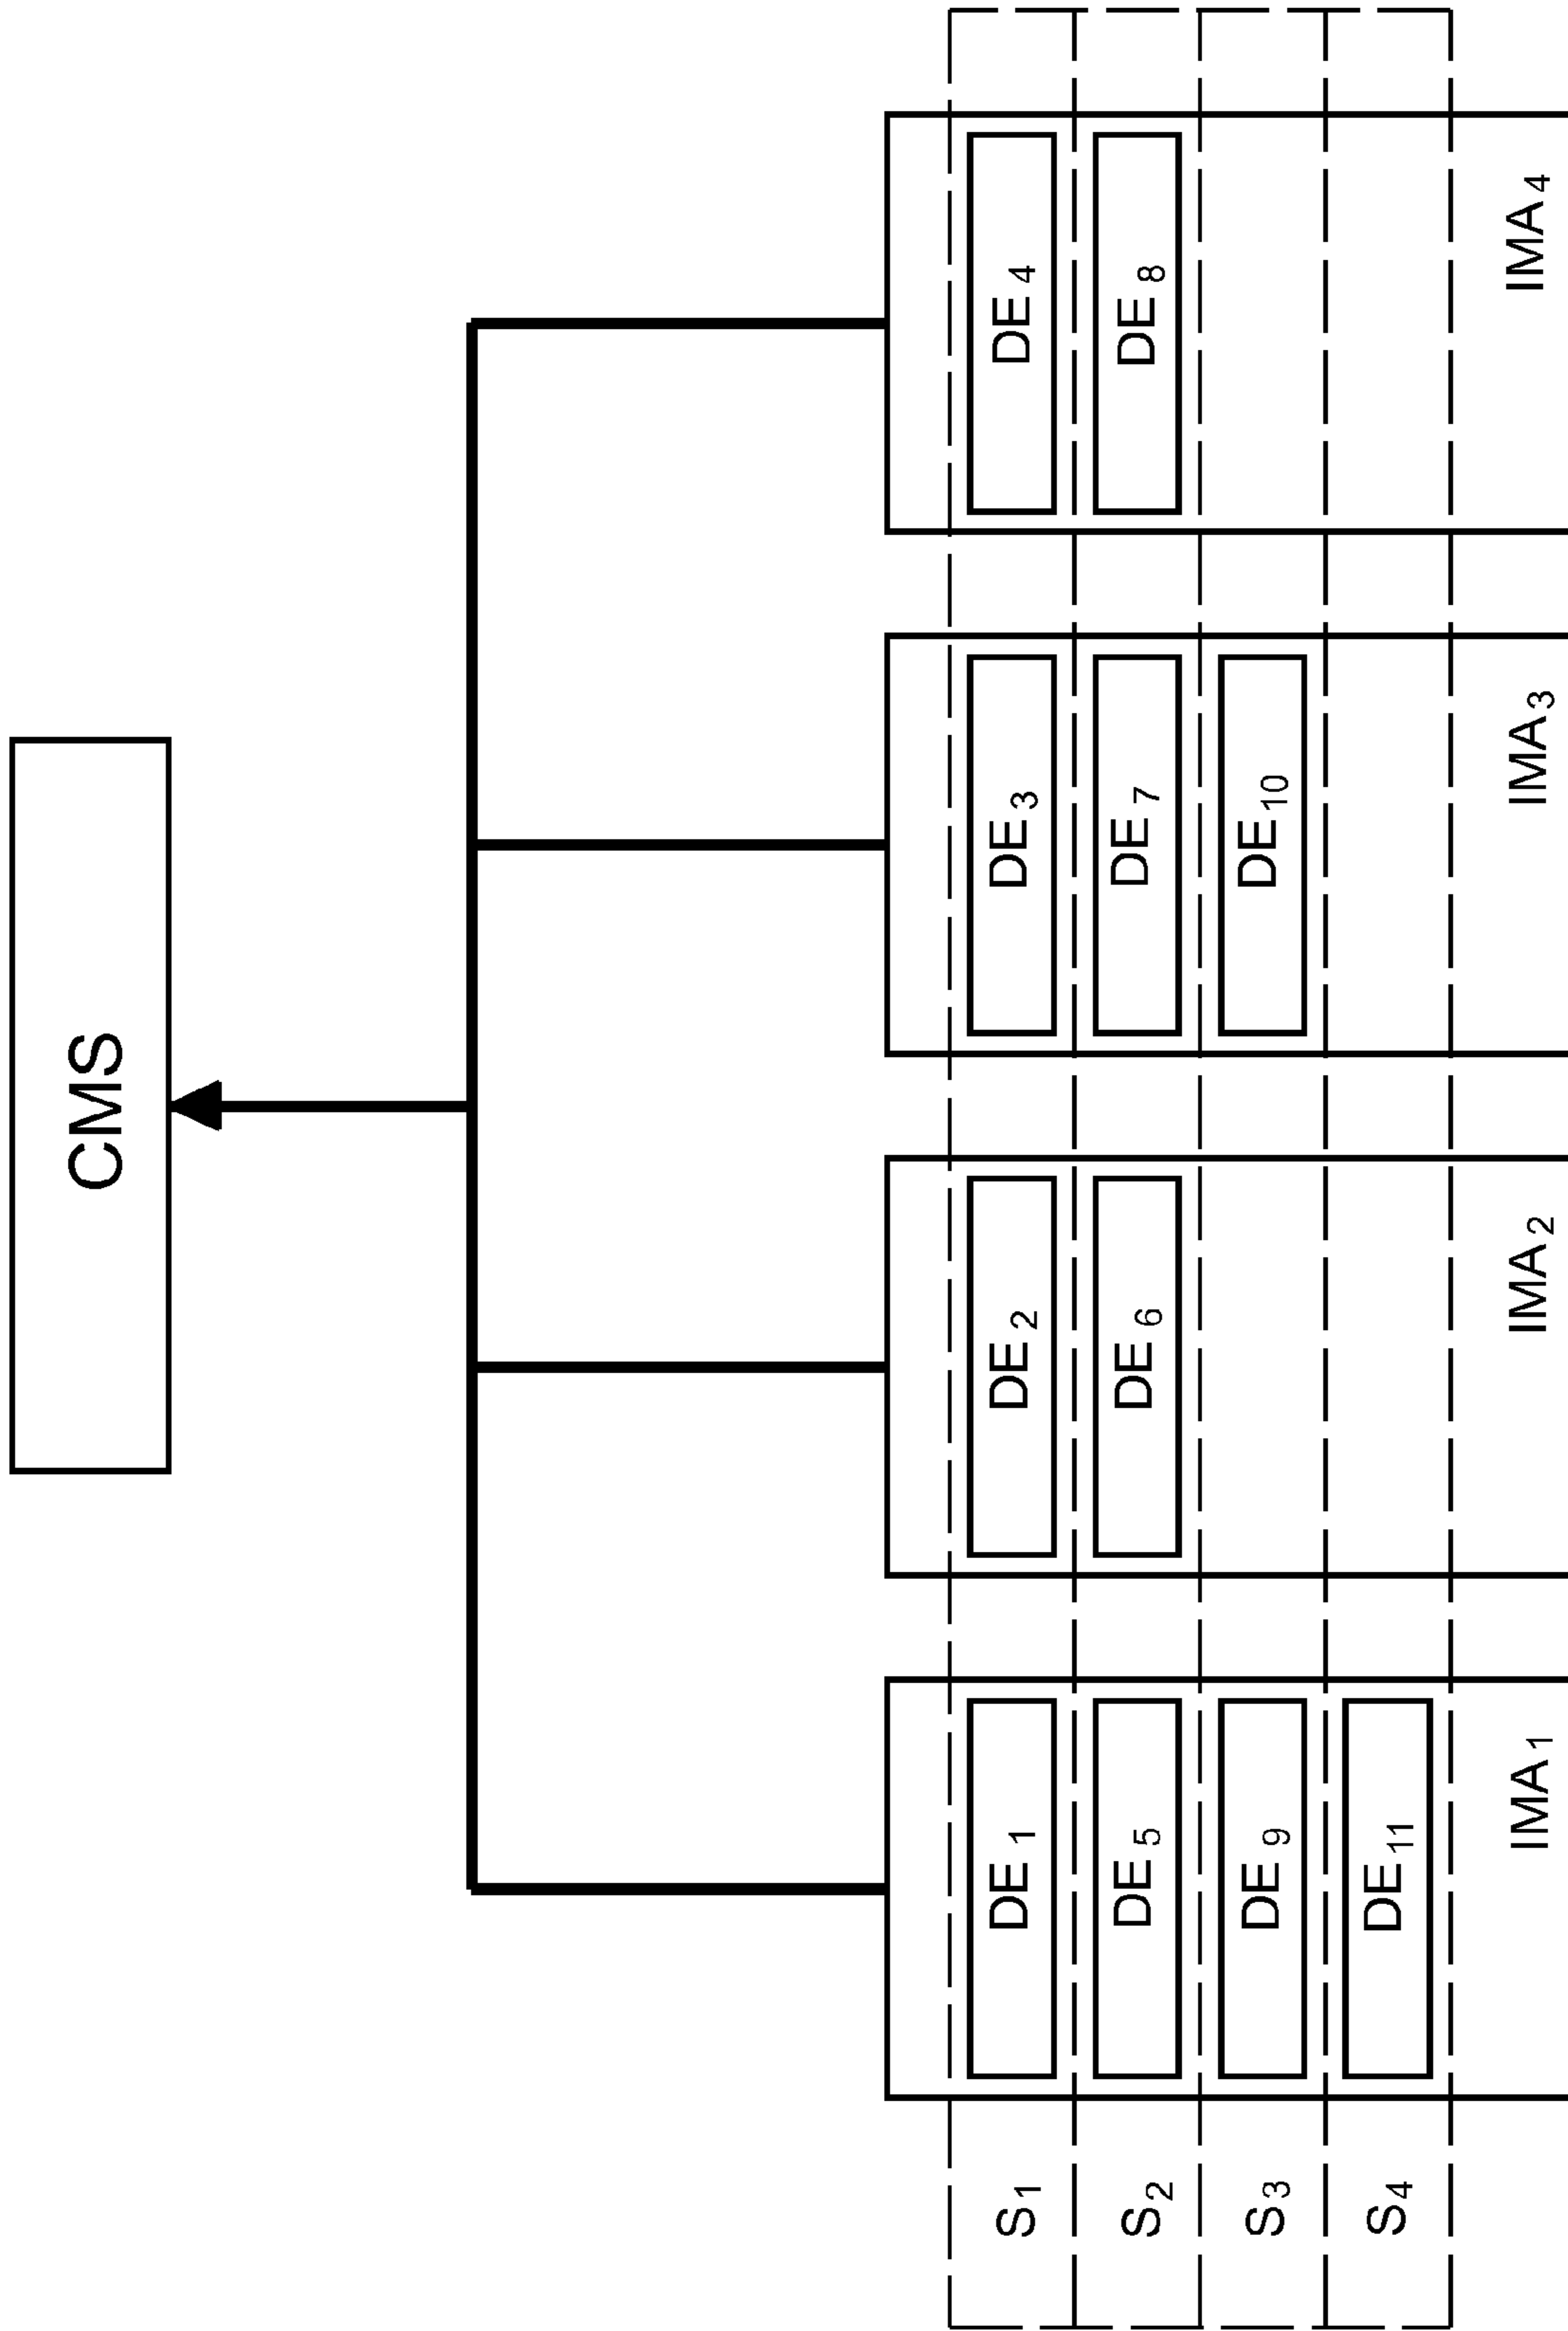 CMS
S1 DE1 DE2 DE3 DE4
S2 DE5 DE6 DE7 DE8
S3 DE9 DE10
S4 DE11
IMA1 IMA2 IMA3 IMA4